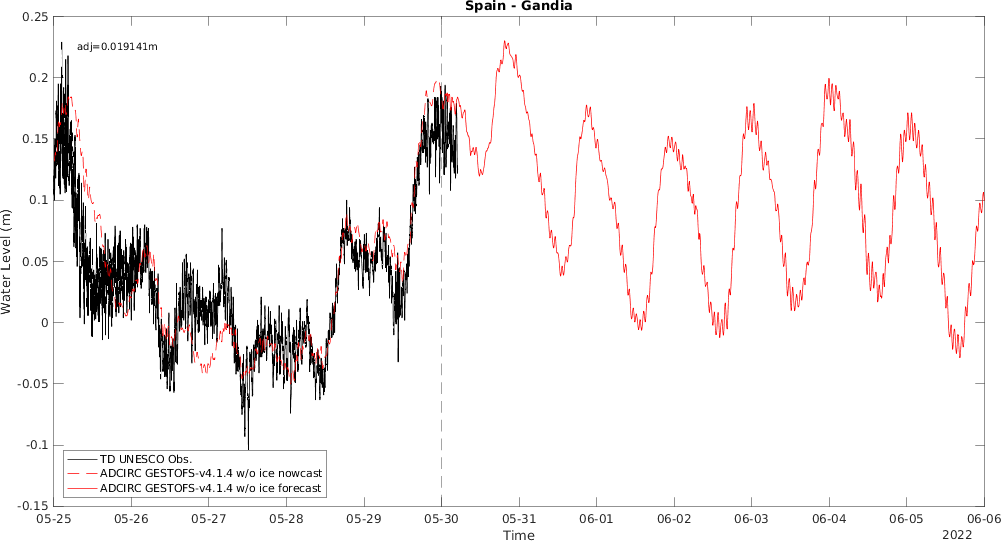 Spain - Gandia
adj=0.019141m
0.25
0.2
0.15
0.1
0.05
0
-0.05
-0.1
-0.15
Water Level (m)
TD UNESCO Obs.
ADCIRC GESTOFS-v4.1.4 w/o ice nowcast
ADCIRC GESTOFS-v4.1.4 w/o ice forecast
05-25 05-26 05-27 05-28 05-29 05-30 05-31 06-01 06-02 06-03 06-04 06-05 06-06
Time
2022